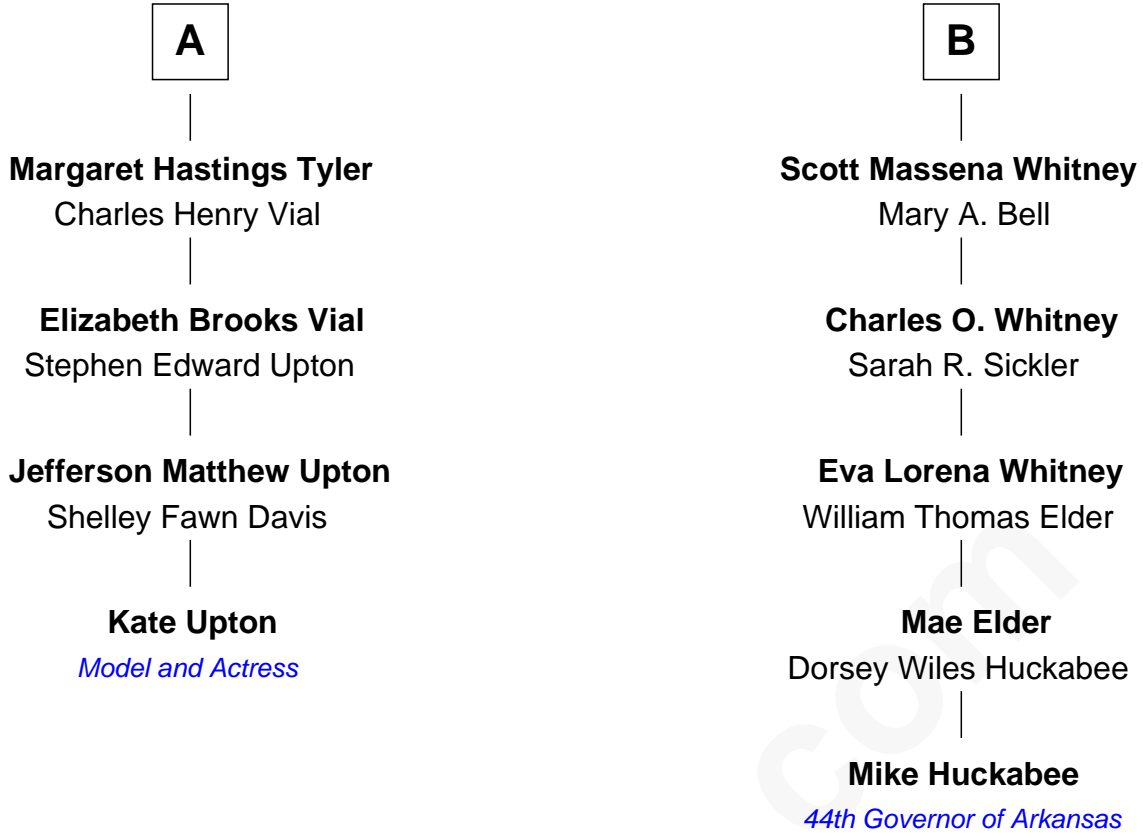 A
Margaret Hastings Tyler
Charles Henry Vial
Elizabeth Brooks Vial
Stephen Edward Upton
Jefferson Matthew Upton
Shelley Fawn Davis
Kate Upton
Model and Actress
B
Scott Massena Whitney
Mary A. Bell
Charles O. Whitney
Sarah R. Sickler
Eva Lorena Whitney
William Thomas Elder
Mae Elder
Dorsey Wiles Huckabee
Mike Huckabee
44th Governor of Arkansas
com